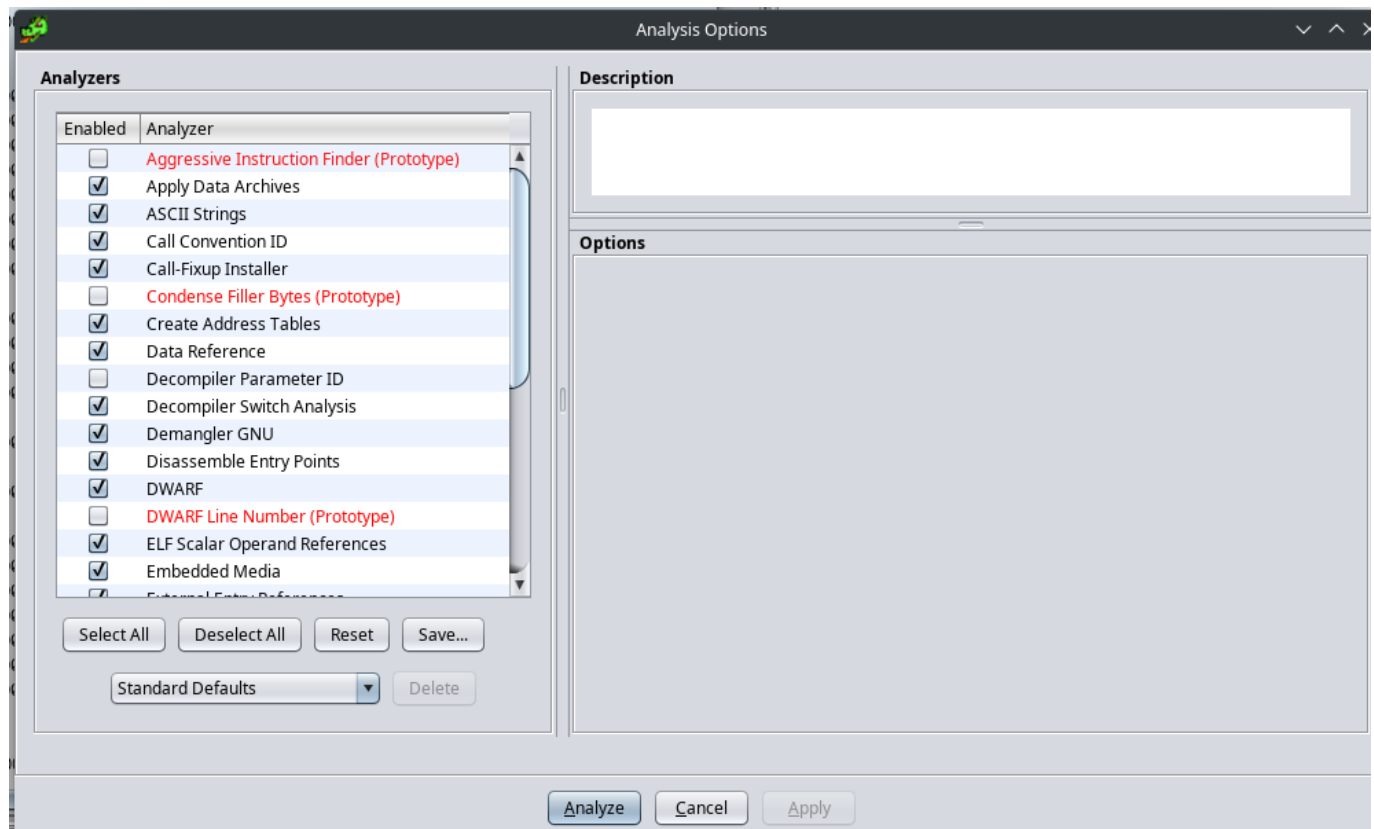 Analysis Options
Analyzers
Enabled Analyzer
Aggressive Instruction Finder (Prototype)
Apply Data Archives
ASCII Strings
Call Convention ID
Call-Fixup Installer
Condense Filler Bytes (Prototype)
Create Address Tables
Data Reference
Decompiler Parameter ID
Decompiler Switch Analysis
Demangler GNU
Disassemble Entry Points
DWARF
DWARF Line Number (Prototype)
ELF Scalar Operand References
Embedded Media
Select All Deselect All Reset Save...
Standard Defaults Delete
Description
Options
Analyze Cancel Apply